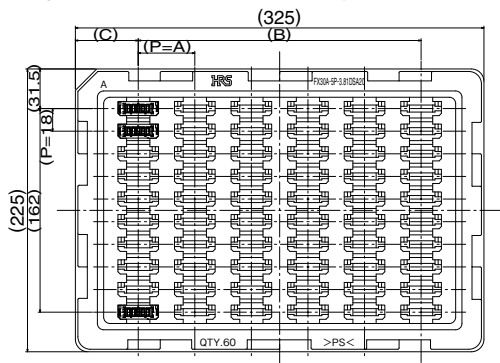 (325)
(C) (B)
(P=A)
HRS FX30A-5P-3.81DSA20
A
(31.5)
(P=18)
(225)
(162)
QTY.60 >PS<